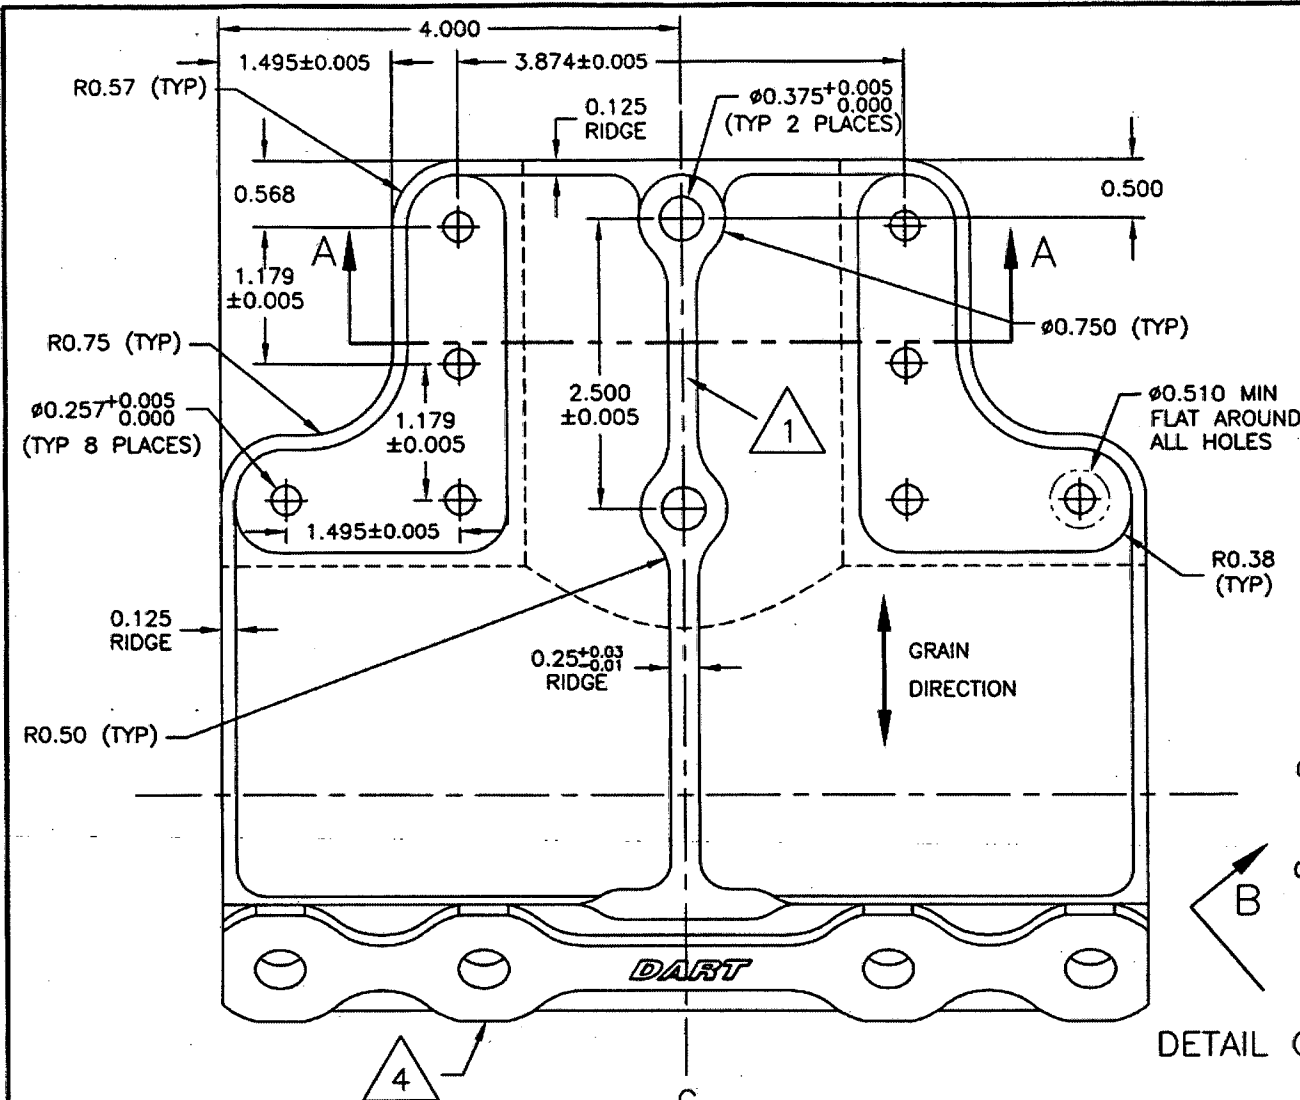 4.000
1.495±0.005
3.874±0.005
R0.57 (TYP)
0.125
RIDGE
ø0.375+0.005
0.000
(TYP 2 PLACES)
0.568
0.500
A
A
1.179
±0.005
R0.75 (TYP)
ø0.750 (TYP)
ø0.257+0.005
0.000
(TYP 8 PLACES)
1.179
±0.005
2.500
±0.005
1
ø0.510 MIN
FLAT AROUND
ALL HOLES
1.495±0.005
R0.38
(TYP)
0.125
RIDGE
0.25+0.03
-0.01
RIDGE
GRAIN
DIRECTION
R0.50 (TYP)
B
DART
DETAIL
4